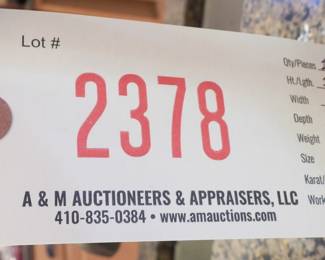 Lot #
2378
A & M AUCTIONEERS & APPRAISERS, LLC
410-835-0384 • www.amauctions.com
Qty/Pieces
Ht./Lgth.
Width
Depth
Weight
Size
Karat/
Work